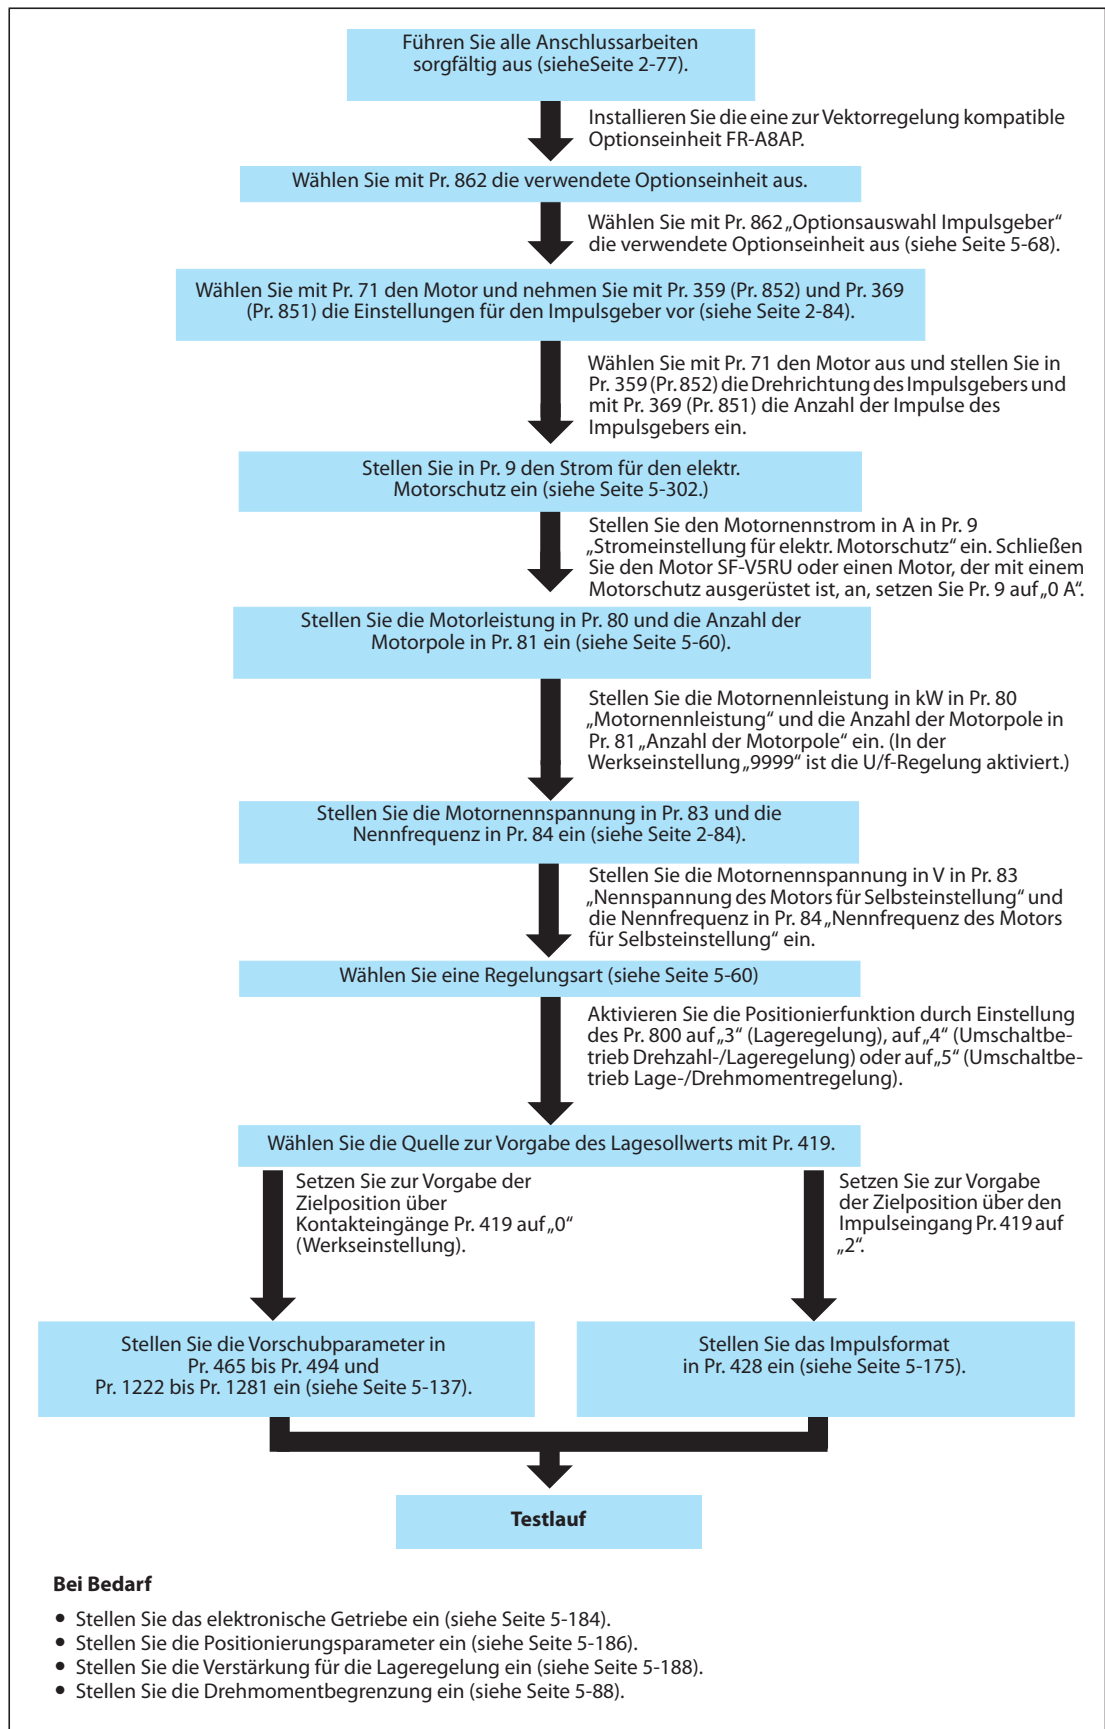 Führen Sie alle Anschlussarbeiten
sorgfältig aus (sieheSeite 2-77).
Installieren Sie die eine zur Vektorregelung kompatible
Optionseinheit FR-A8AP.
Wählen Sie mit Pr. 862 die verwendete Optionseinheit aus.
Wählen Sie mit Pr. 862 „Optionsauswahl Impulsgeber“
die verwendete Optionseinheit aus (siehe Seite 5-68).
Wählen Sie mit Pr. 71 den Motor und nehmen Sie mit Pr. 359 (Pr. 852) und Pr. 369
(Pr. 851) die Einstellungen für den Impulsgeber vor (siehe Seite 2-84).
Wählen Sie mit Pr. 71 den Motor aus und stellen Sie in
Pr. 359 (Pr. 852) die Drehrichtung des Impulsgebers und
mit Pr. 369 (Pr. 851) die Anzahl der Impulse des
Impulsgebers ein.
Stellen Sie in Pr. 9 den Strom für den elektr.
Motorschutz ein (siehe Seite 5-302.)
Stellen Sie den Motornennstrom in A in Pr. 9
„Stromeinstellung für elektr. Motorschutz“ ein. Schließen
Sie den Motor SF-V5RU oder einen Motor, der mit einem
Motorschutz ausgerüstet ist, an, setzen Sie Pr. 9 auf „0 A“.
Stellen Sie die Motorleistung in Pr. 80 und die Anzahl der
Motorpole in Pr. 81 ein (siehe Seite 5-60).
Stellen Sie die Motornennleistung in kW in Pr. 80
„Motornennleistung“ und die Anzahl der Motorpole in
Pr. 81 „Anzahl der Motorpole“ ein. (In der
Werkseinstellung „9999“ ist die U/f-Regelung aktiviert.)
Stellen Sie die Motornennspannung in Pr. 83 und die
Nennfrequenz in Pr. 84 ein (siehe Seite 2-84).
Stellen Sie die Motornennspannung in V in Pr. 83
„Nennspannung des Motors für Selbsteinstellung“ und
die Nennfrequenz in Pr. 84 „Nennfrequenz des Motors
für Selbsteinstellung“ ein.
Wählen Sie eine Regelungsart (siehe Seite 5-60)
Aktivieren Sie die Positionierfunktion durch Einstellung
des Pr. 800 auf „3“ (Lageregelung), auf „4“ (Umschaltbe-
trieb Drehzahl-/Lageregelung) oder auf „5“ (Umschaltbe-
trieb Lage-/Drehmomentregelung).
Wählen Sie die Quelle zur Vorgabe des Lagesollwerts mit Pr. 419.
Setzen Sie zur Vorgabe der
Zielposition über
Kontakteingänge Pr. 419 auf „0“
(Werkseinstellung).
Setzen Sie zur Vorgabe
der Zielposition über den
Impulseingang Pr. 419 auf
„2“.
Stellen Sie die Vorschubparameter in
Pr. 465 bis Pr. 494 und
Pr. 1222 bis Pr. 1281 ein (siehe Seite 5-137).
Stellen Sie das Impulsformat
in Pr. 428 ein (siehe Seite 5-175).
Testlauf
Bei Bedarf
● Stellen Sie das elektronische Getriebe ein (siehe Seite 5-184).
● Stellen Sie die Positionierungsparameter ein (siehe Seite 5-186).
● Stellen Sie die Verstärkung für die Lageregelung ein (siehe Seite 5-188).
● Stellen Sie die Drehmomentbegrenzung ein (siehe Seite 5-88).